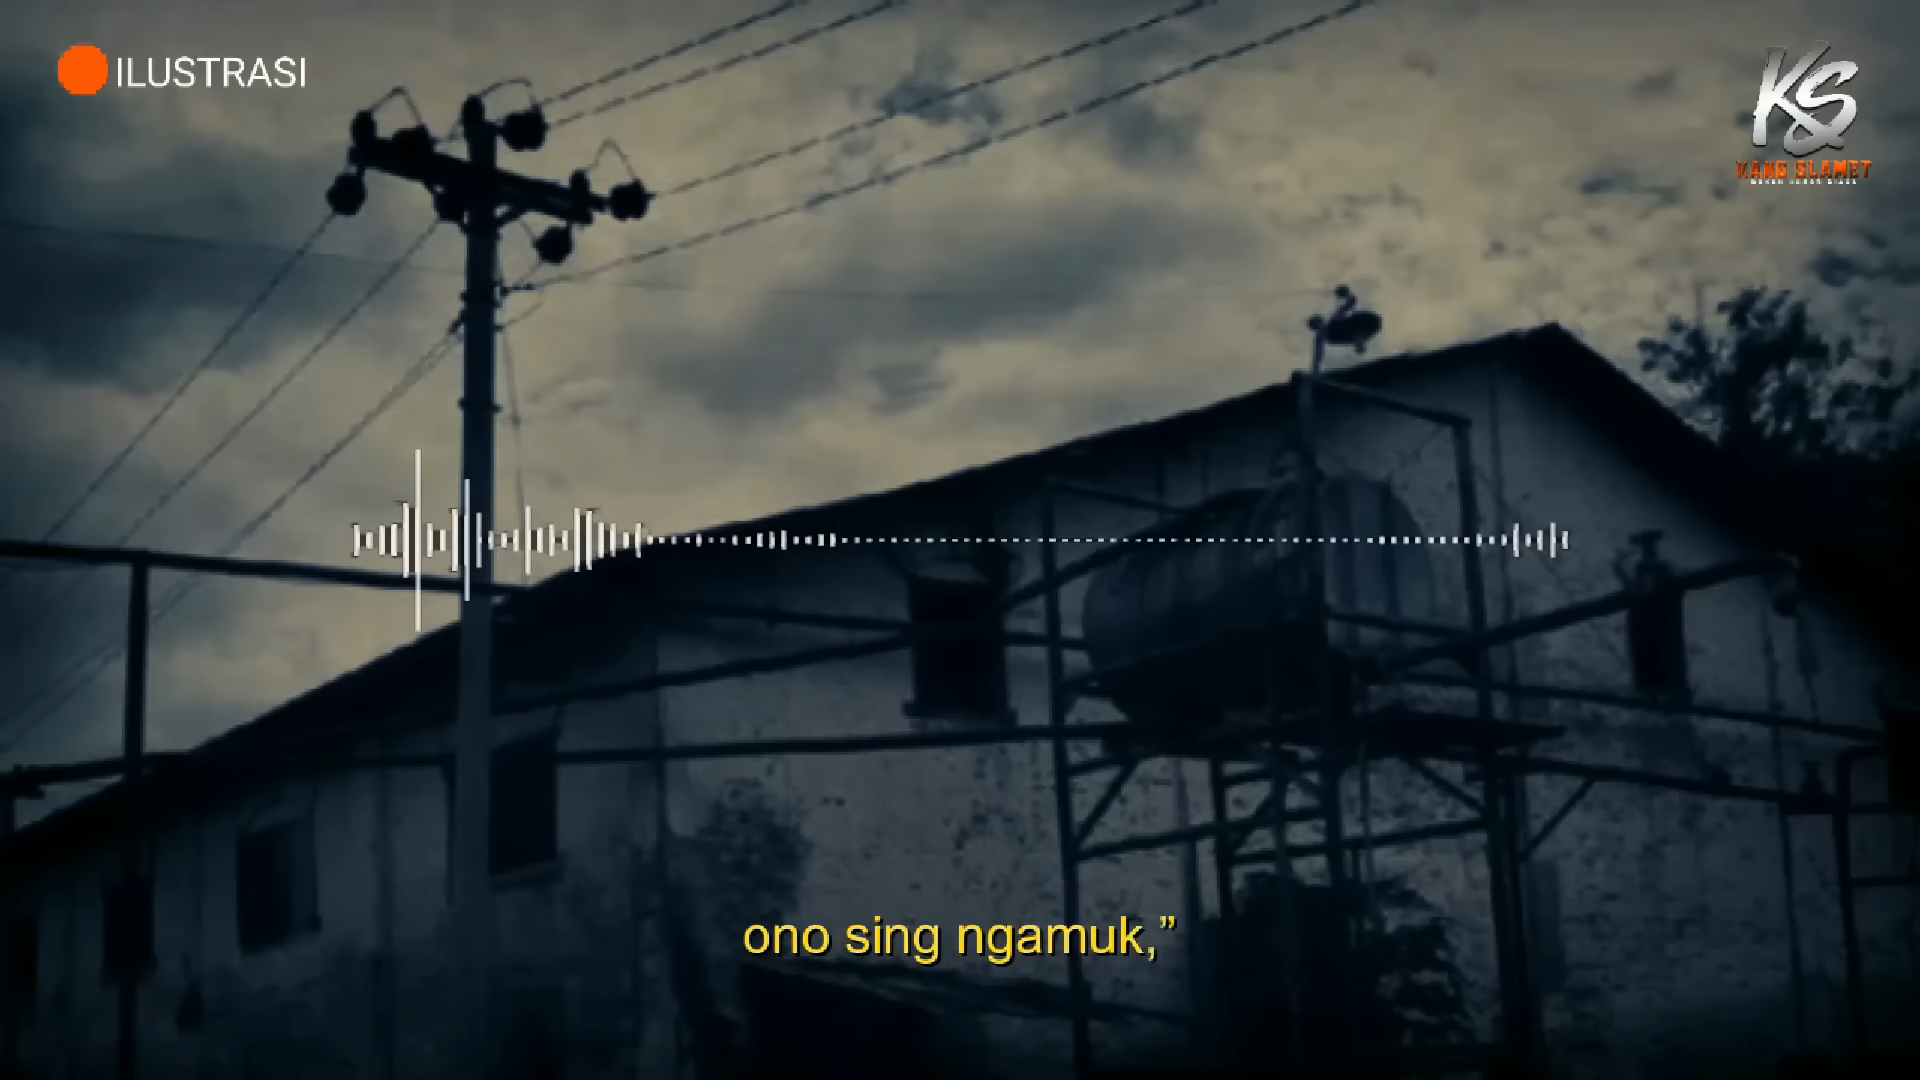 ILUSTRASI
KS
KANG SLAMET
ono sing ngamuk,”